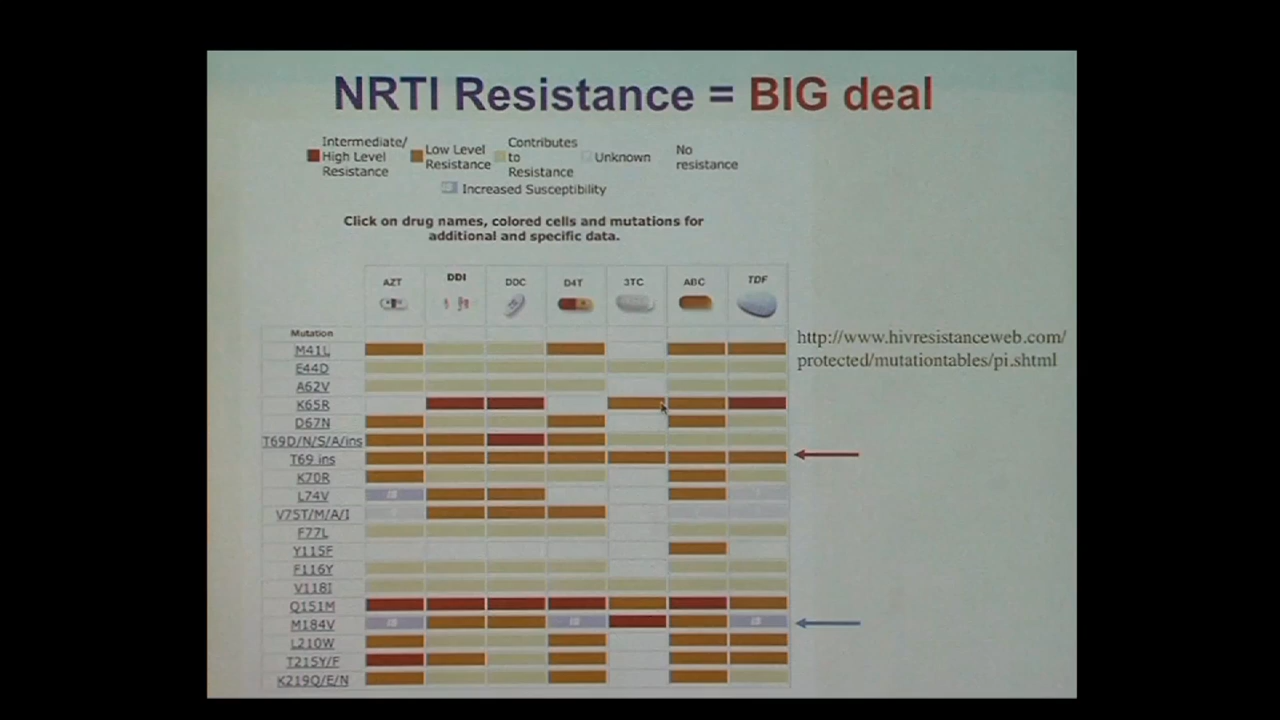 NRTI Resistance = BIG deal
Intermediate/
High Level
Resistance
Low Level
Resistance
Contributes
to
Resistance
Unknown
No
resistance
Increased Susceptibility
Click on drug names, colored cells and mutations for
additional and specific data.
AZT DDI DDC D4T 3TC ABC TDF
Mutation
M41L
E44D
A62V
K65R
D67N
T69D/N/S/A/ins
T69 ins
K70R
L74V
V75T/M/A/I
F77L
Y115F
F116Y
V118I
Q151M
M184V
L210W
T215Y/F
K219Q/E/N
http://www.hivresistanceweb.com/
protected/mutationtables/pi.shtml